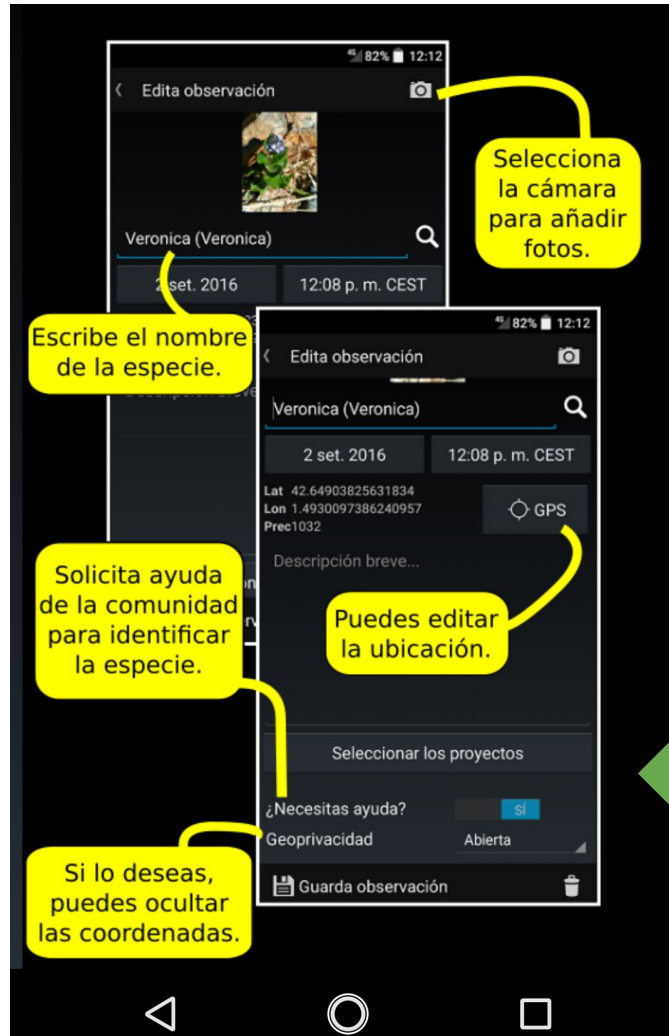 4G 82% 12:12
Edita observación
Selecciona
la cámara
para añadir
fotos.
Veronica (Veronica)
2 set. 2016
12:08 p. m. CEST
Escribe el nombre
de la especie.
4G 82% 12:12
Edita observación
Veronica (Veronica)
2 set. 2016
12:08 p. m. CEST
Lat 42.64903825631834
Lon 1.4930097386240957
Prec1032
GPS
Descripción breve...
Solicita ayuda
de la comunidad
para identificar
la especie.
Puedes editar
la ubicación.
Seleccionar los proyectos
¿Necesitas ayuda?
sí
Geoprivacidad
Abierta
Si lo deseas,
puedes ocultar
las coordenadas.
Guarda observación